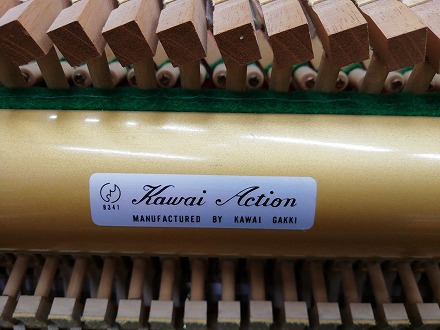 Kawai Action
8341 MANUFACTURED BY KAWAI GAKKI